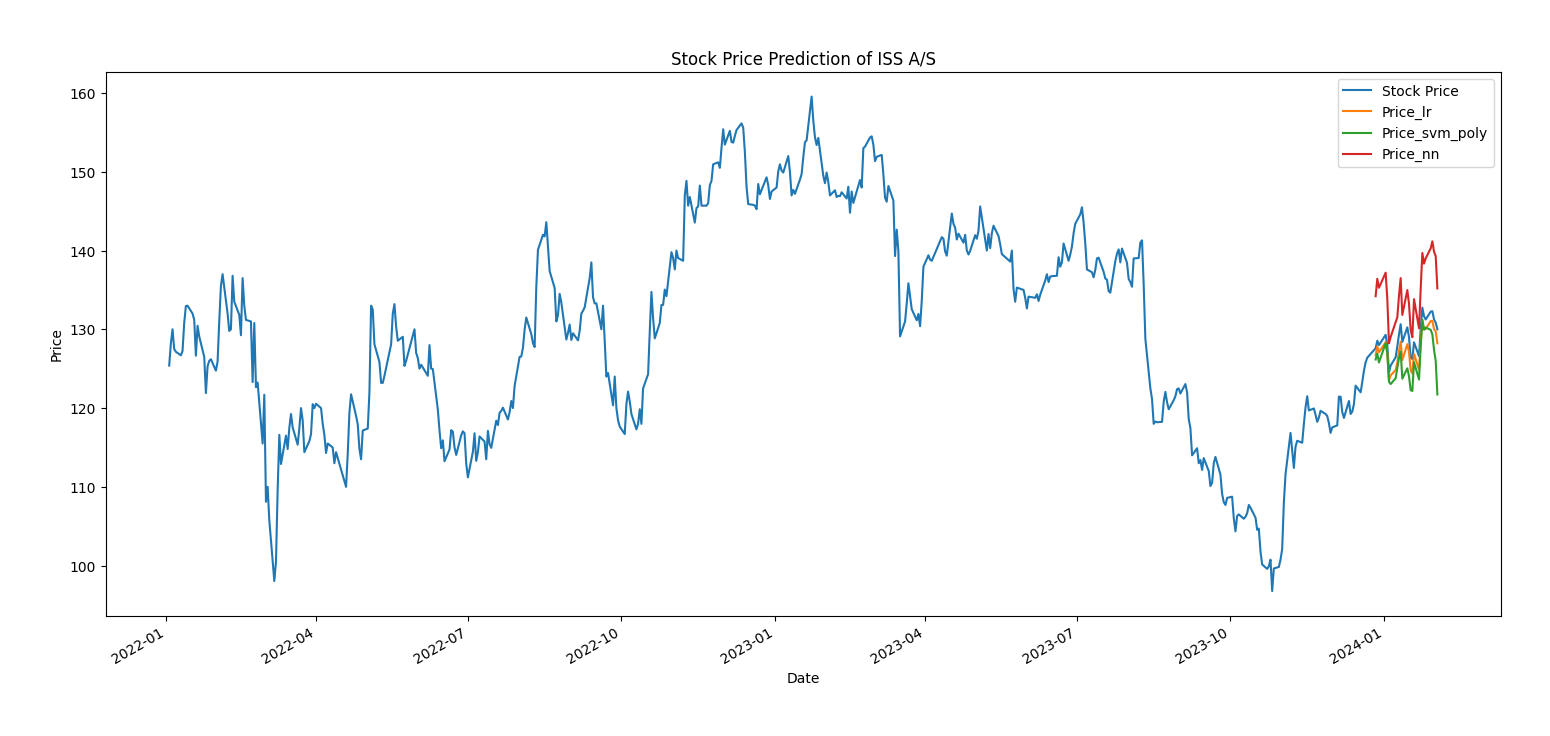 Stock Price Prediction of ISS A/S
Stock Price
Price_lr
Price_svm_poly
Price_nn
160
150
140
130
120
110
100
Price
2022-01
2022-04
2022-07
2022-10
2023-01
2023-04
2023-07
2023-10
2024-01
Date